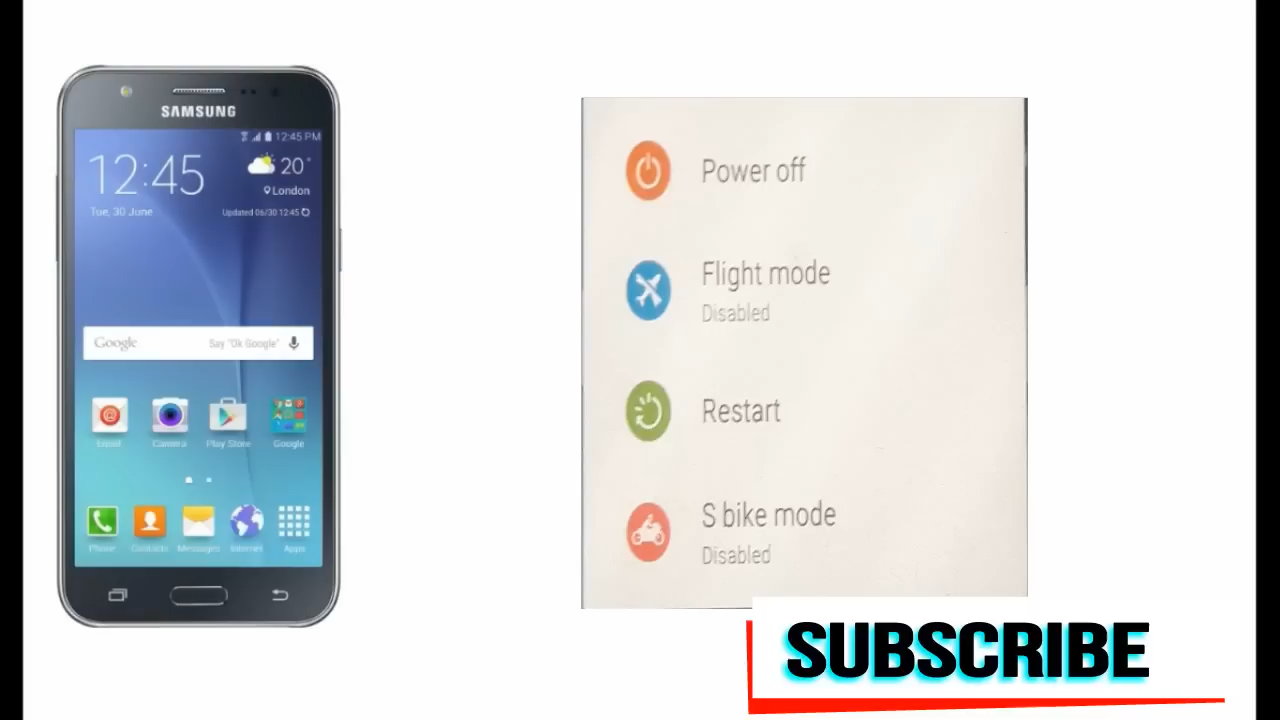 SAMSUNG
12:45 PM
12:45
20°
London
Tue, 30 June
Updated 06/30 12:45
Google
Say "Ok Google"
Email
Camera
Play Store
Google
Phone
Contacts
Messages
Internet
Apps
Power off
Flight mode
Disabled
Restart
S bike mode
Disabled
SUBSCRIBE